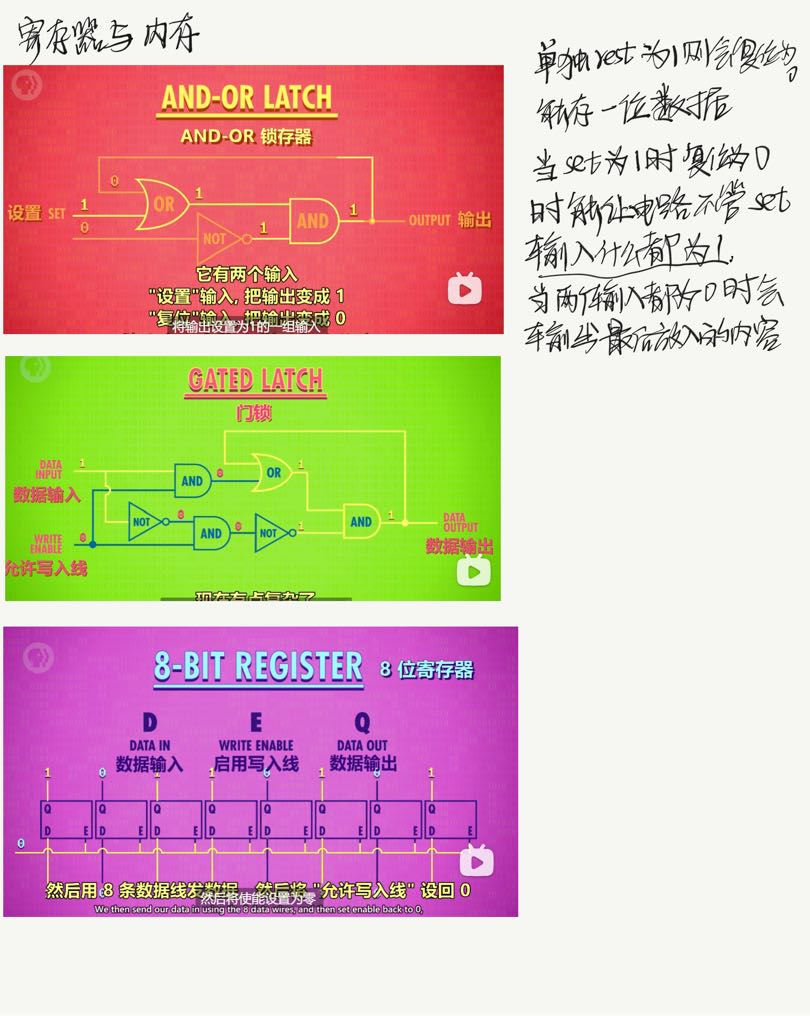 寄存器与内存
单独rest为1则会复位为0
能存一位数据
当set为1时复位为0
时能让电路不管set
输入什么都为1.
当两个输入都为0时会
输出最后放入的内容
AND-OR LATCH
AND-OR 锁存器
0
设置 SET 1
0
OR
1
NOT
1
AND
1
OUTPUT 输出
它有两个输入
"设置"输入, 把输出变成 1
"复位"输入, 把输出变成 0
将输出设置为1的一组输入
GATED LATCH
门锁
DATA INPUT 1
数据输入
WRITE ENABLE 0
允许写入线
AND
0
OR
1
NOT
0
AND
0
NOT
1
AND
1
DATA OUTPUT
数据输出
现在有点复杂了
8-BIT REGISTER 8 位寄存器
D E Q
DATA IN WRITE ENABLE DATA OUT
数据输入 启用写入线 数据输出
1 0 1 1 0 1 0 1
Q Q Q Q Q Q Q Q
D E D E D E D E D E D E D E D E
0
然后用 8 条数据线发数据 然后将 "允许写入线" 设回 0
然后将使能设置为零
We then send our data in using the 8 data wires, and then set enable back to 0,